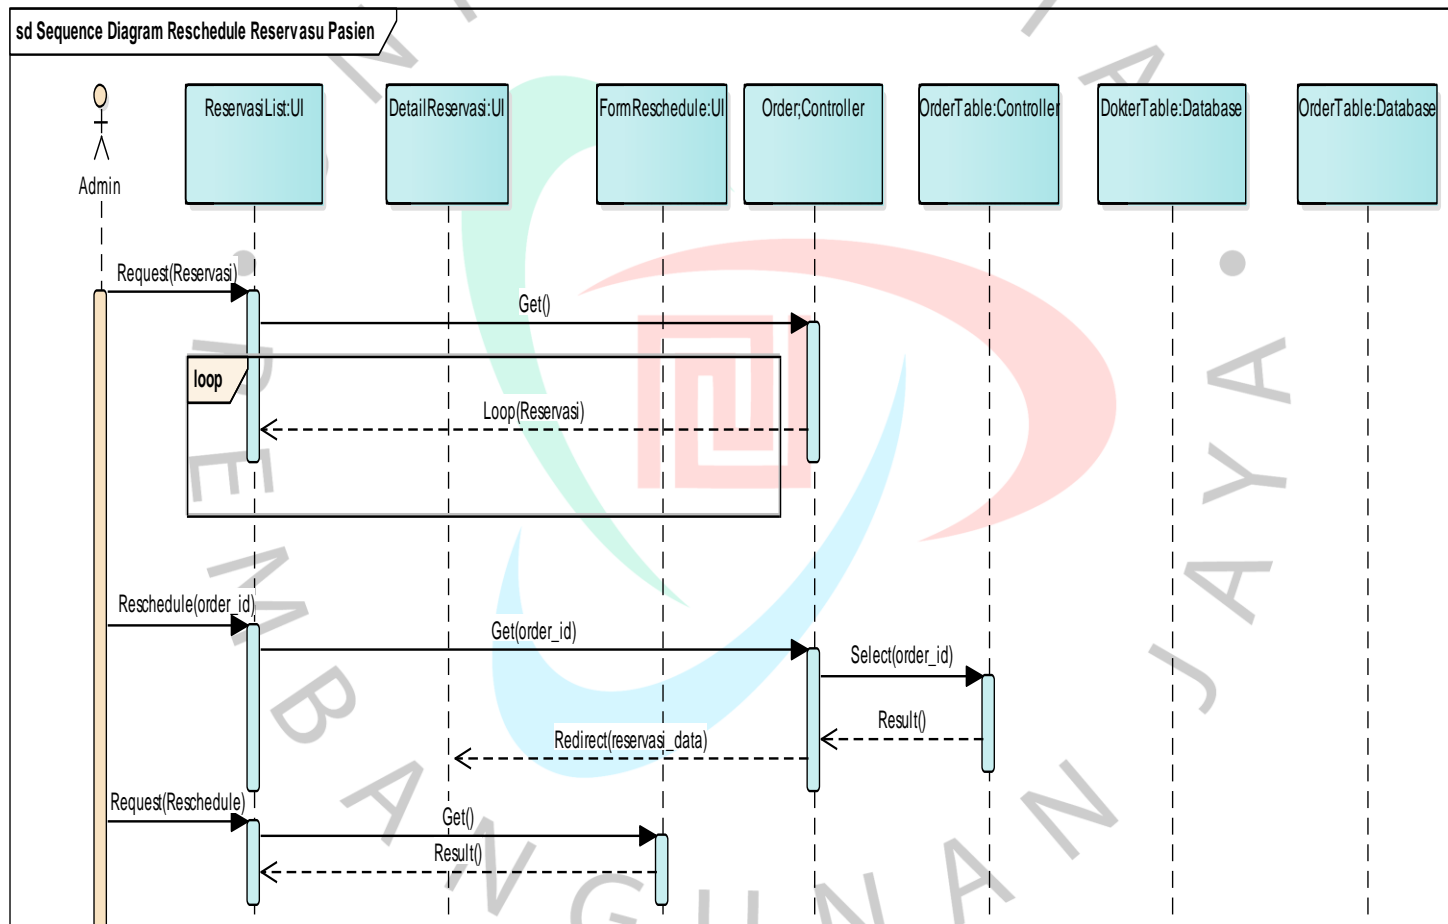 sd Sequence Diagram Reschedule Reservasu Pasien
Admin
ReservasiList:UI
DetailReservasi:UI
FormReschedule:UI
Order;Controller
OrderTable:Controller
DokterTable:Database
OrderTable:Database
Request(Reservasi)
Get()
loop
Loop(Reservasi)
Reschedule(order_id)
Get(order_id)
Select(order_id)
Result()
Redirect(reservasi_data)
Request(Reschedule)
Get()
Result()
PEMBANGUNAN JAYA